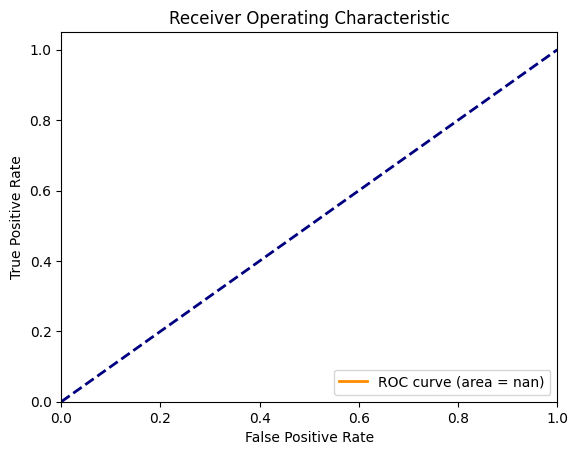 Receiver Operating Characteristic
True Positive Rate
1.0
0.8
0.6
0.4
0.2
0.0
ROC curve (area = nan)
0.0 0.2 0.4 0.6 0.8 1.0
False Positive Rate